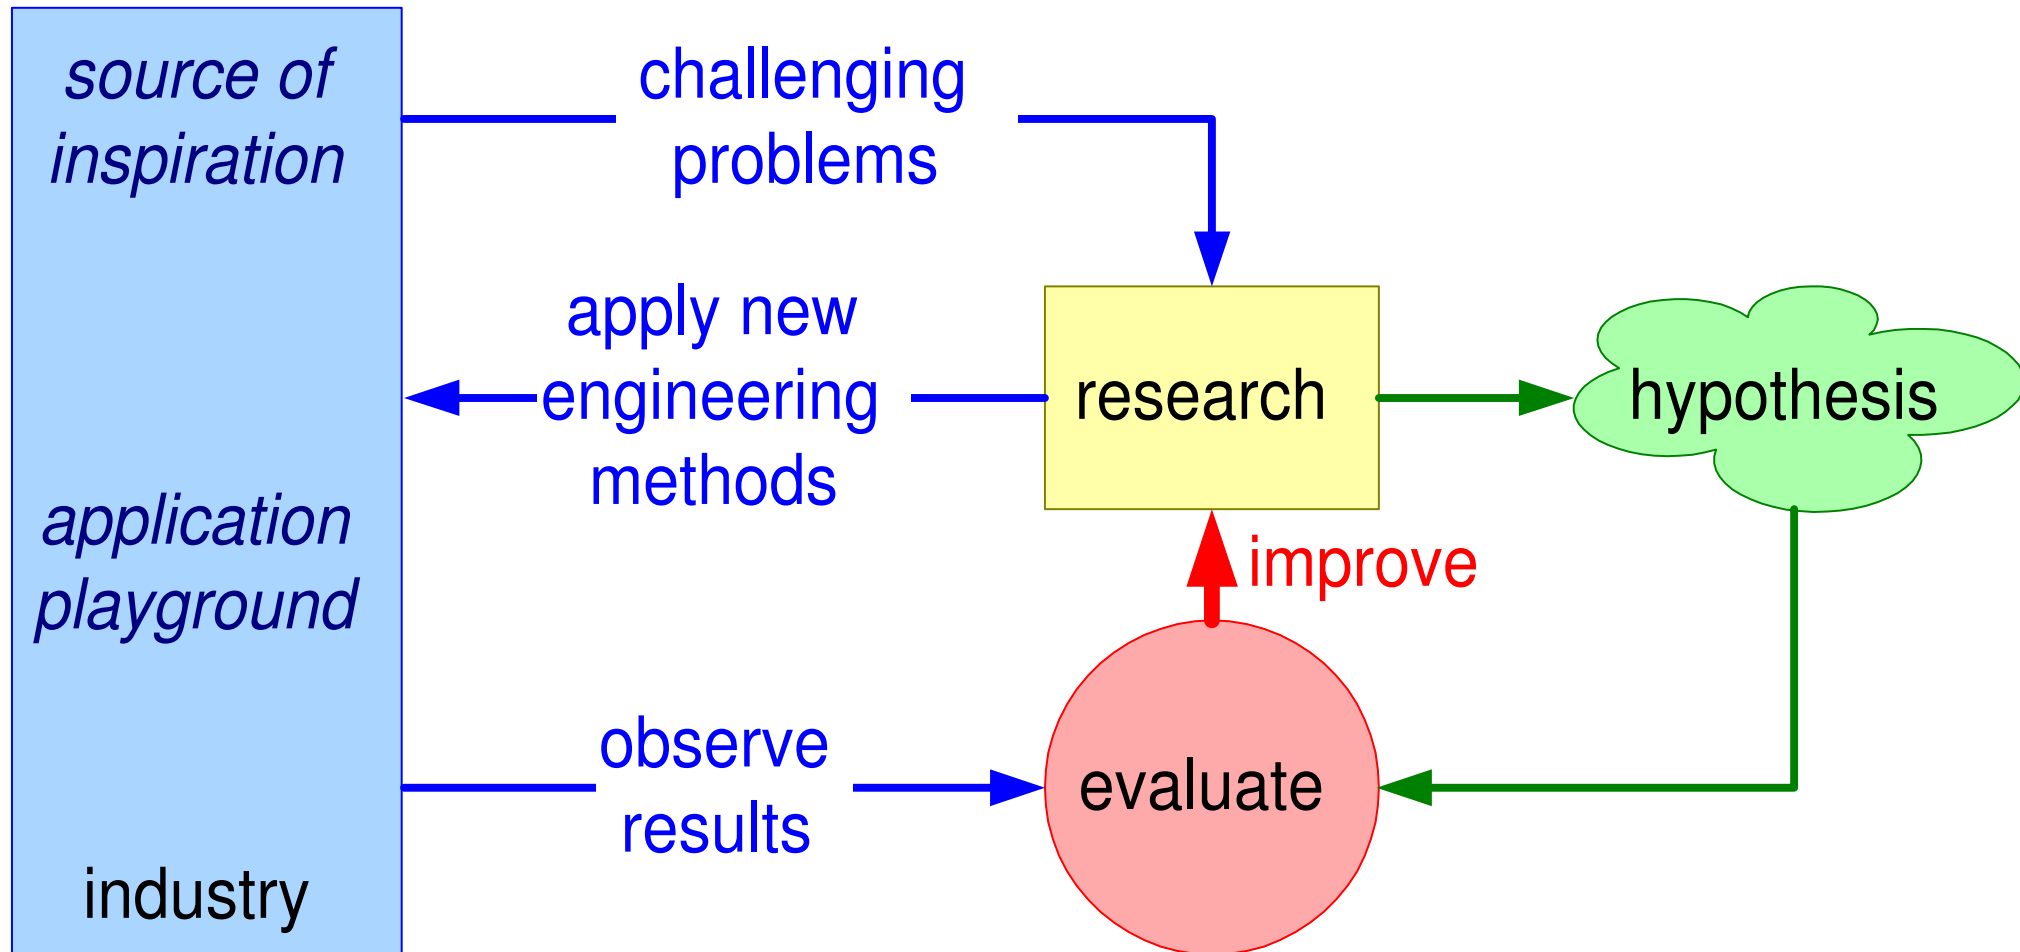 source of
inspiration
challenging
problems
apply new
engineering
methods
research
hypothesis
application
playground
improve
observe
results
evaluate
industry